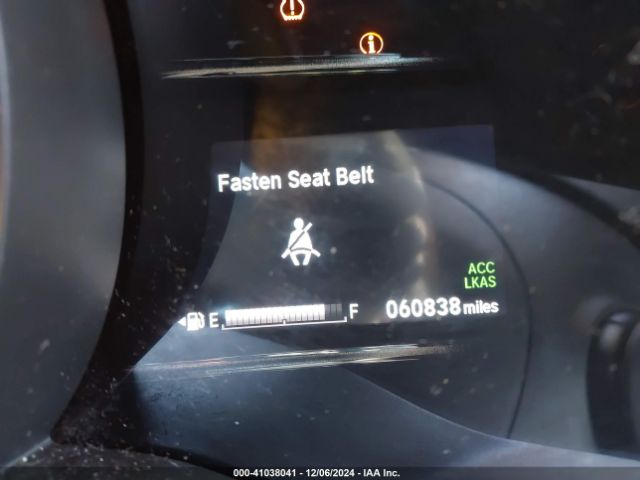 Fasten Seat Belt
ACC
LKAS
E F 060838 miles
000-41038041 - 12/06/2024 - IAA Inc.